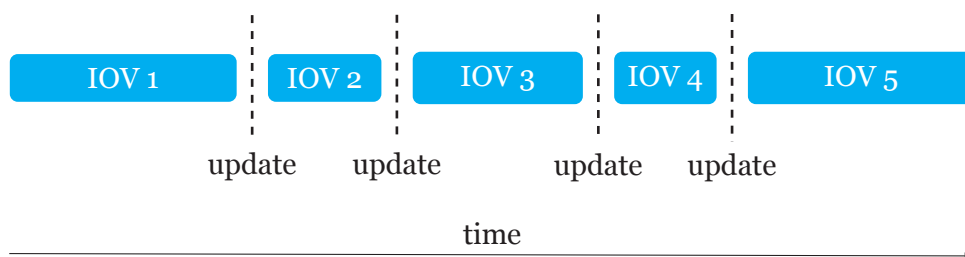 IOV 1 IOV 2 IOV 3 IOV 4 IOV 5
update update update update
time